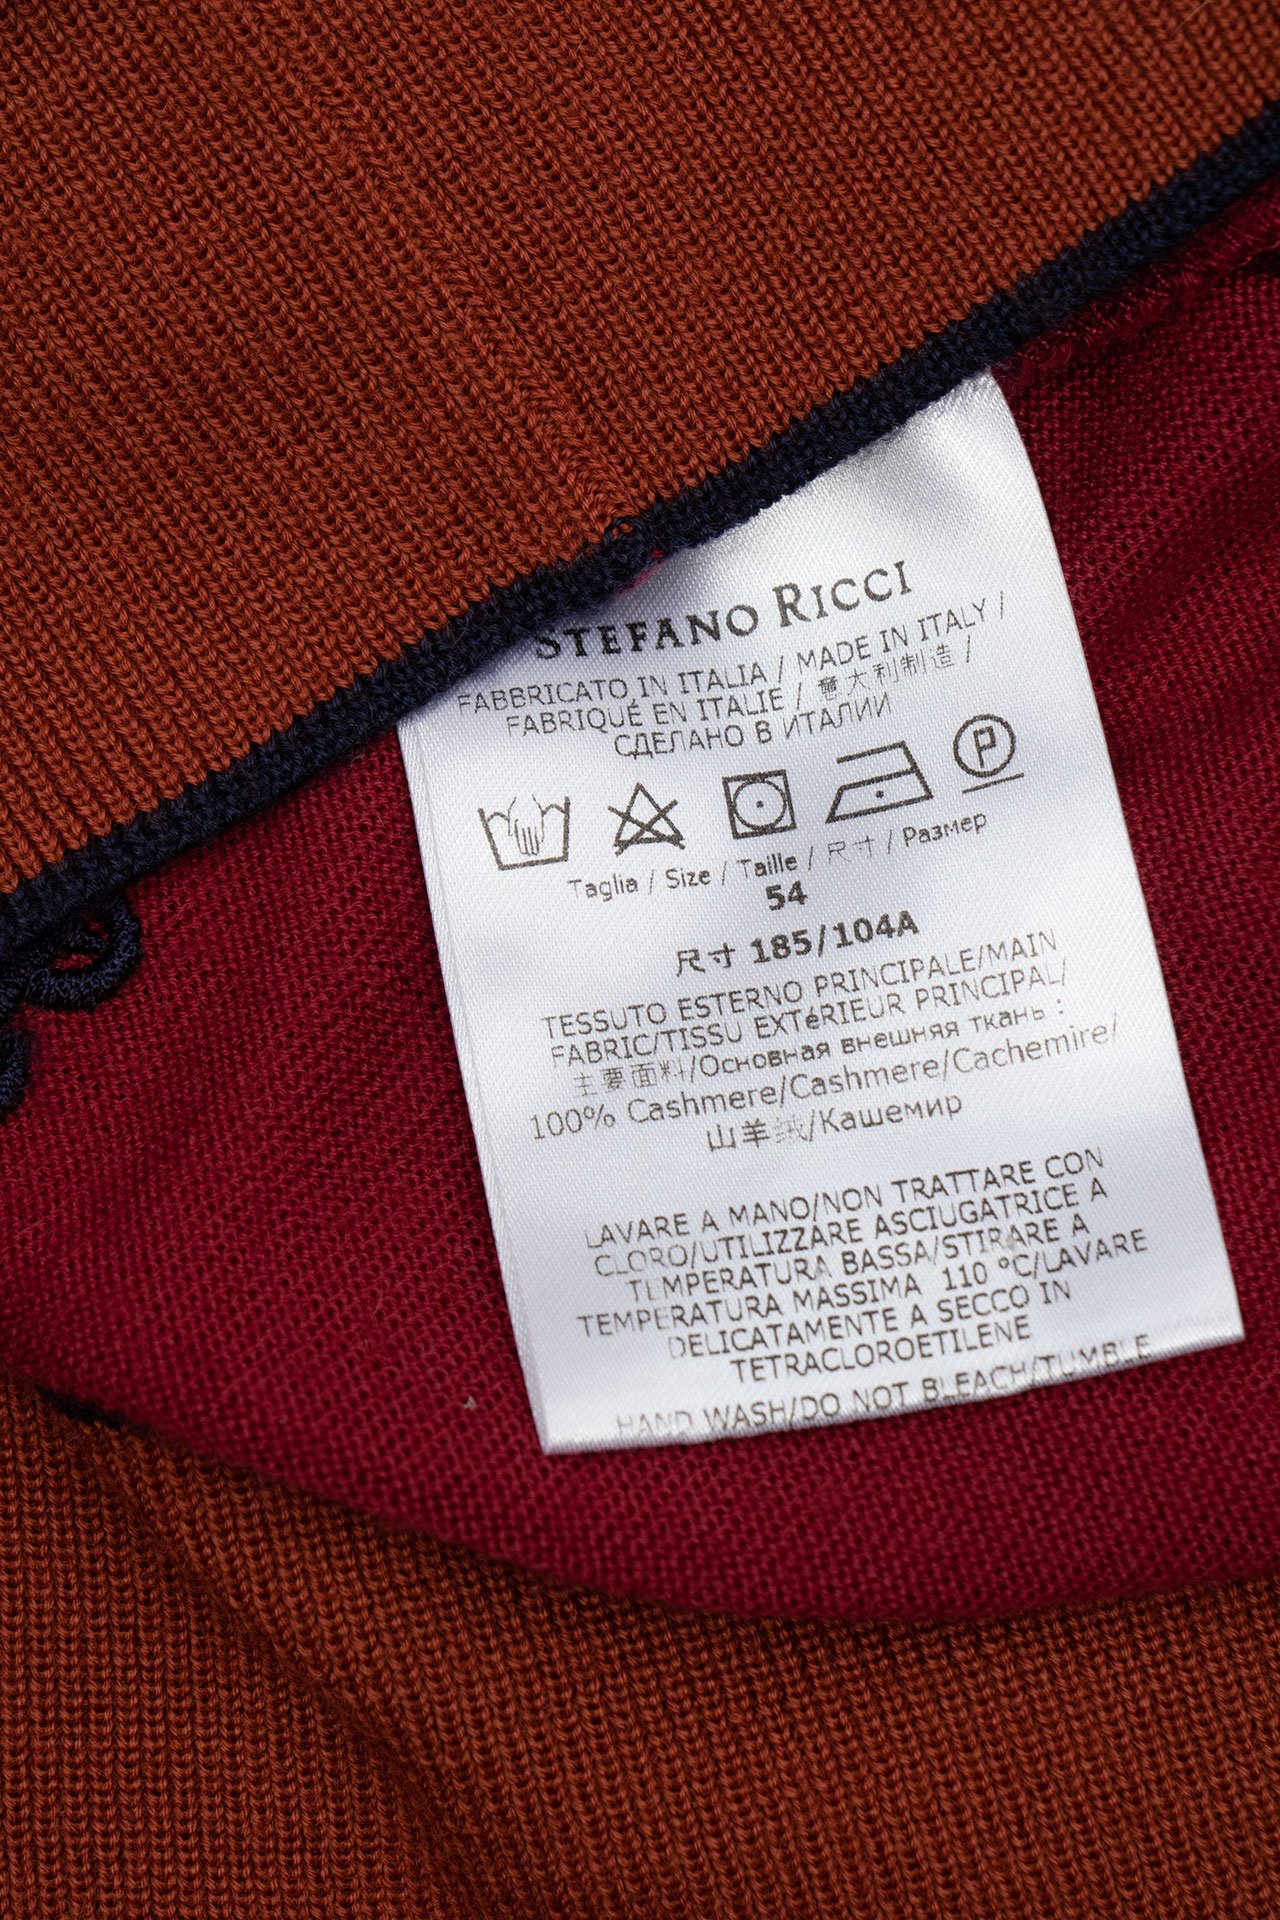 STEFANO RICCI
FABBRICATO IN ITALIA / MADE IN ITALY /
FABRIQUÉ EN ITALIE / 意大利制造 /
СДЕЛАНО В ИТАЛИИ
P
Taglia / Size / Taille / 尺寸 / Размер
54
尺寸 185/104A
TESSUTO ESTERNO PRINCIPALE/MAIN
FABRIC/TISSU EXTéRIEUR PRINCIPAL/
主要面料/Основная внешняя ткань :
100% Cashmere/Cashmere/Cachemire/
山羊绒/Кашемир
LAVARE A MANO/NON TRATTARE CON
CLORO/UTILIZZARE ASCIUGATRICE A
TEMPERATURA BASSA/STIRARE A
TEMPERATURA MASSIMA 110 °C/LAVARE
DELICATAMENTE A SECCO IN
TETRACLOROETILENE
HAND WASH/DO NOT BLEACH/TUMBLE